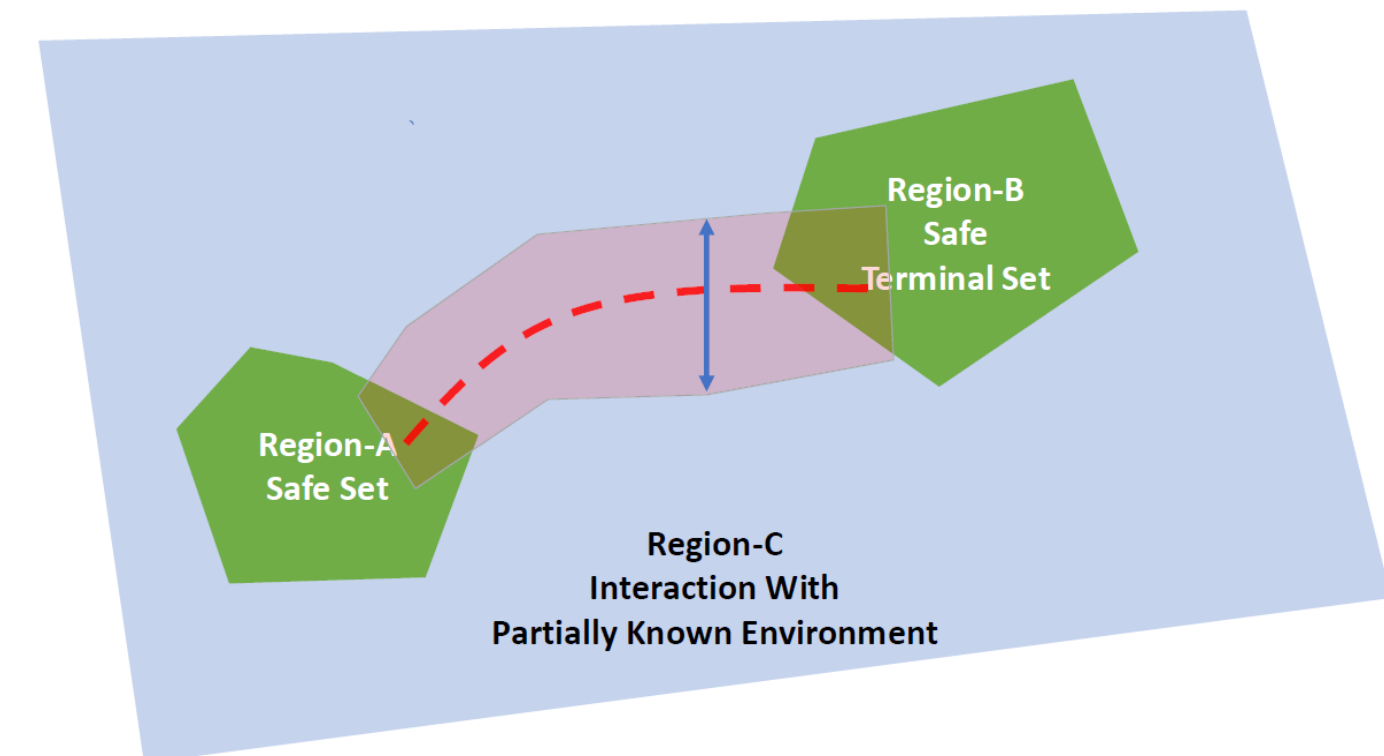 Region-B
Safe
Terminal Set
Region-A
Safe Set
Region-C
Interaction With
Partially Known Environment